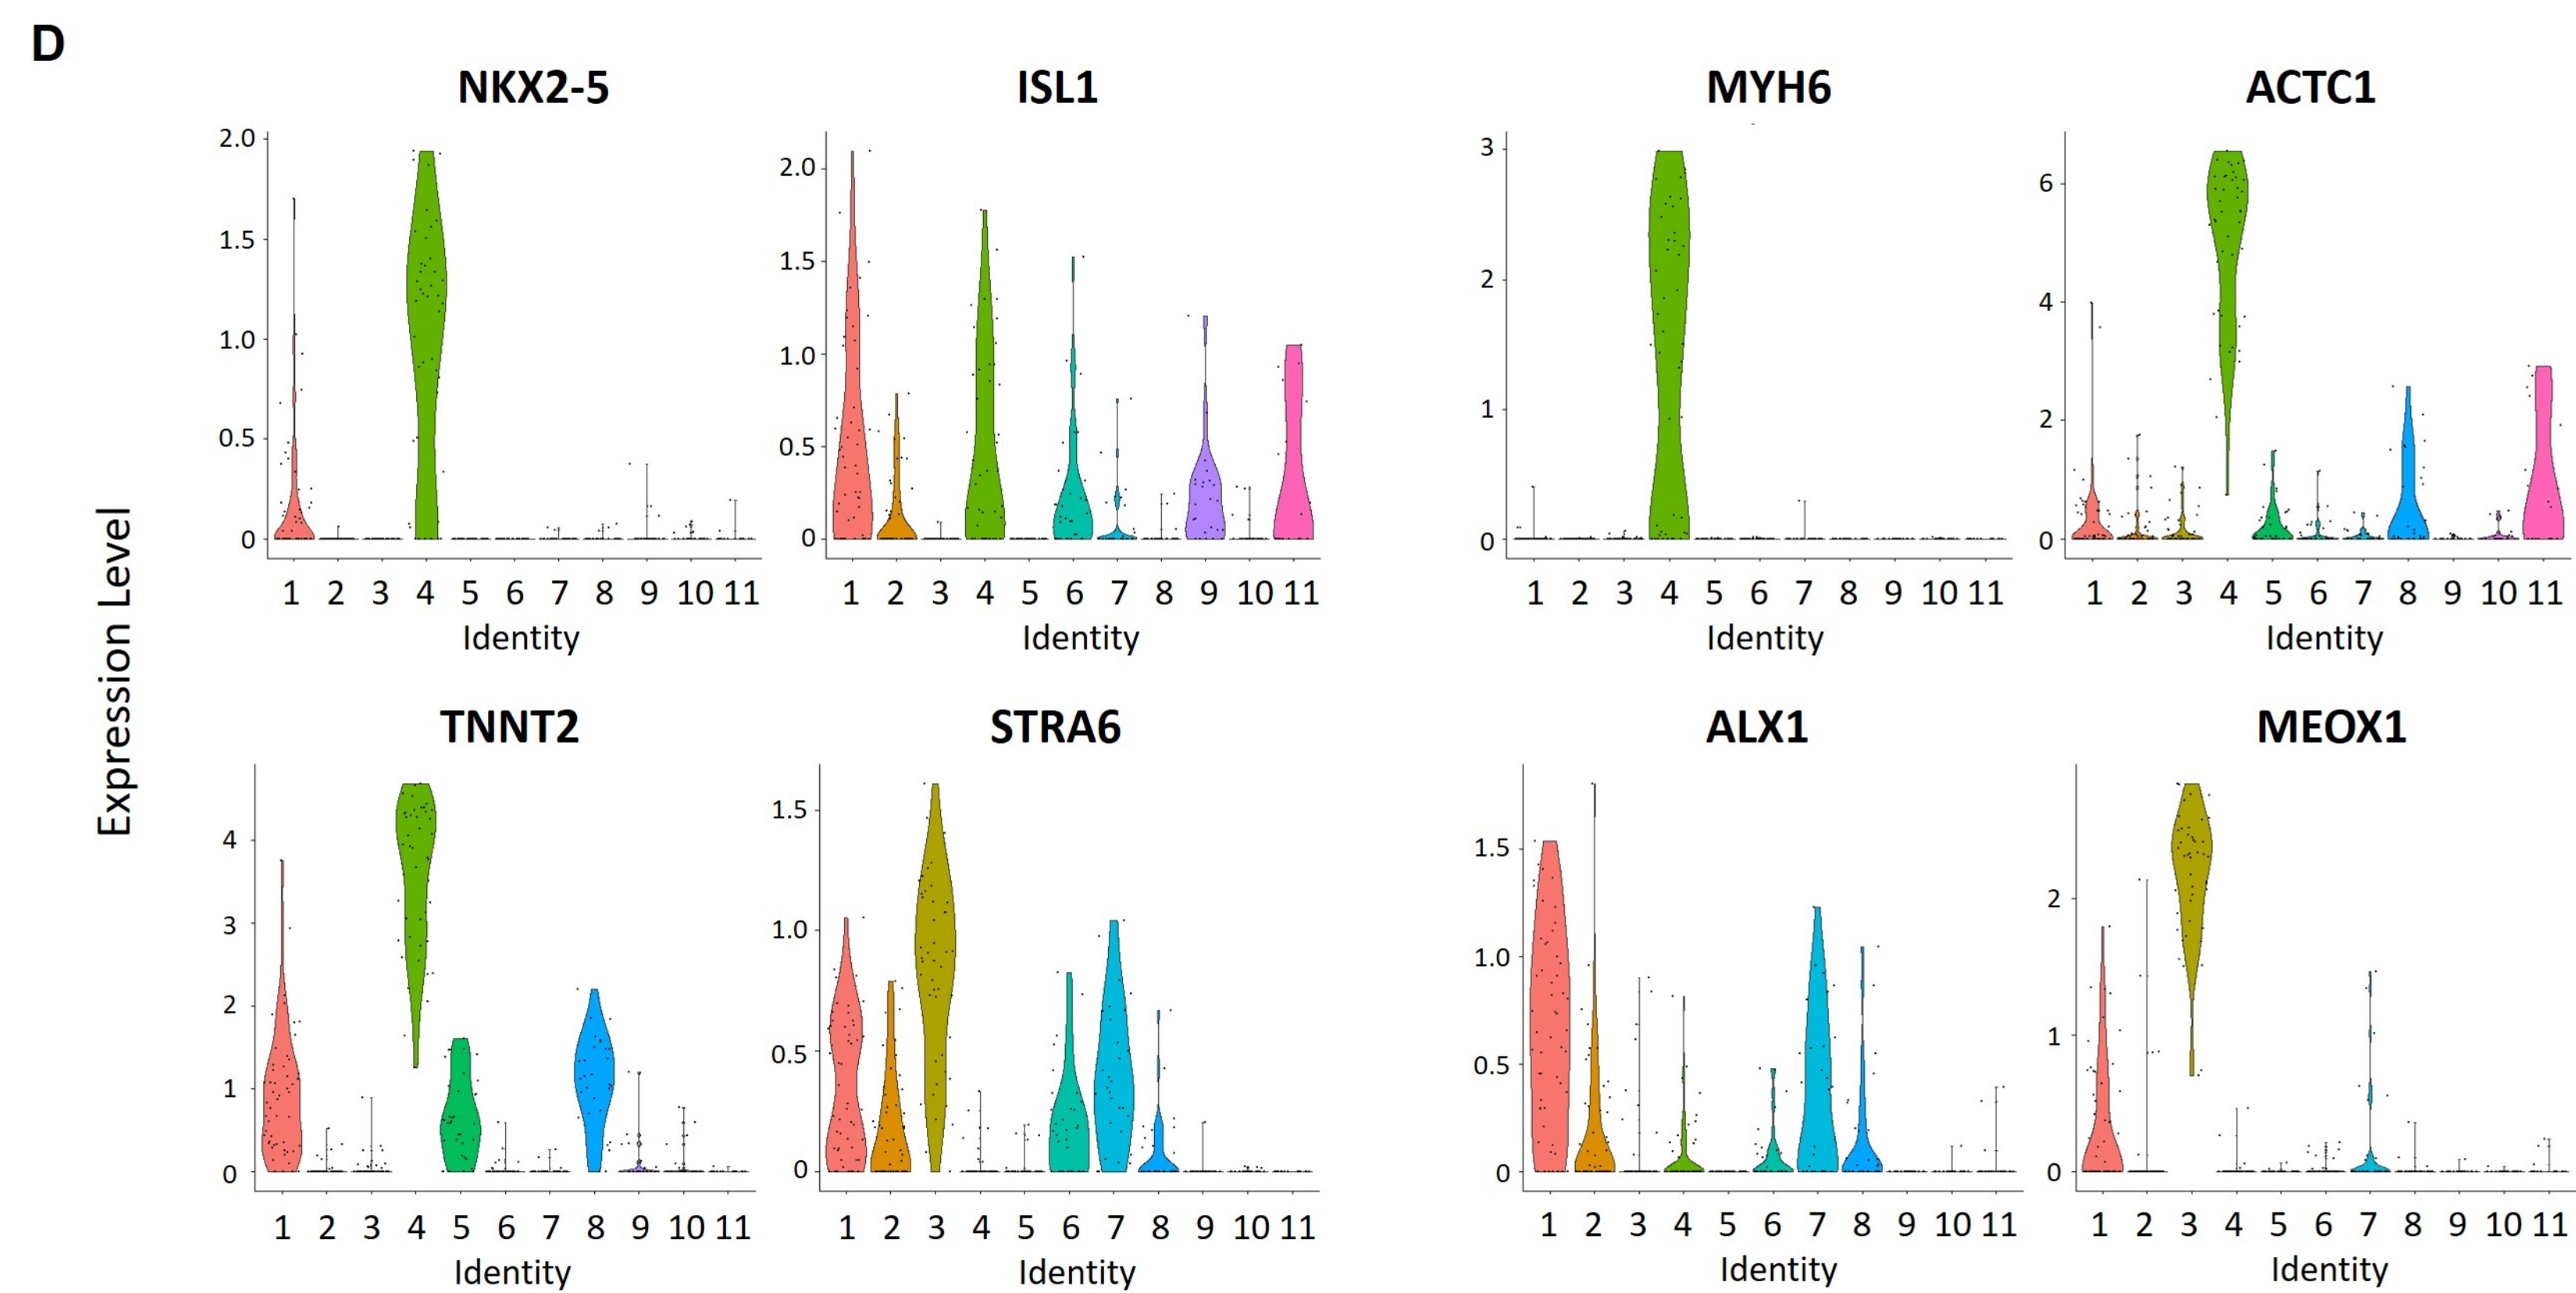 D
NKX2-5 ISL1 MYH6 ACTC1
2.0 1.5 1.0 0.5 0
2.0 1.5 1.0 0.5 0
3 2 1 0
6 4 2 0
1 2 3 4 5 6 7 8 9 10 11
1 2 3 4 5 6 7 8 9 10 11
1 2 3 4 5 6 7 8 9 10 11
1 2 3 4 5 6 7 8 9 10 11
Identity Identity Identity Identity
Expression Level
TNNT2 STRA6 ALX1 MEOX1
4 3 2 1 0
1.5 1.0 0.5 0
1.5 1.0 0.5 0
2 1 0
1 2 3 4 5 6 7 8 9 10 11
1 2 3 4 5 6 7 8 9 10 11
1 2 3 4 5 6 7 8 9 10 11
1 2 3 4 5 6 7 8 9 10 11
Identity Identity Identity Identity